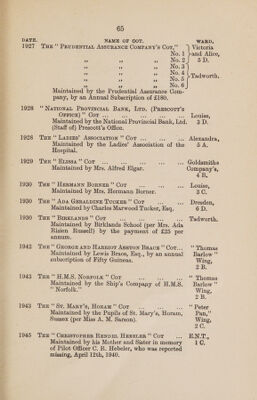 65
DATE. NAME OF COT. WARD.
1927 THE "PRUDENTIAL ASSURANCE COMPANY'S COT," Victoria
" " " No. 1 and Alice,
" " " No. 2 5 D.
" " " No. 3
" " " No. 4 Tadworth.
" " " No. 5
" " " No. 6
Maintained by the Prudential Assurance Com-
pany, by an Annual Subscription of £180.
1928 "NATIONAL PROVINCIAL BANK, LTD. (PRESCOTT'S
OFFICE)" COT ... Louise,
Maintained by the National Provincial Bank, Ltd. 3 D.
(Staff of) Prescott's Office.
1928 THE "LADIES' ASSOCIATION" COT ... Alexandra,
Maintained by the Ladies' Association of the 5 A.
Hospital.
1929 THE "ELISSA" COT ... Goldsmiths
Maintained by Mrs. Alfred Elgar. Company's,
4 B.
1930 THE "HERMANN BORNER" COT ... Louise,
Maintained by Mrs. Hermann Borner. 3 C.
1930 THE "ADA GERALDINE TUCKER" COT ... Dresden,
Maintained by Charles Marwood Tucker, Esq. 6 D.
1930 THE "BIRKLANDS" COT ... Tadworth.
Maintained by Birklands School (per Mrs. Ada
Risien Russell) by the payment of £25 per
annum.
1942 THE "GEORGE AND HARRIOT ASHTON BRACE" COT... "Thomas
Maintained by Lewis Brace, Esq., by an annual Barlow"
subscription of Fifty Guineas. Wing,
2 B.
1943 THE "H.M.S. NORFOLK" COT ... "Thomas
Maintained by the Ship's Company of H.M.S. Barlow"
"Norfolk." Wing,
2 B.
1943 THE "ST. MARY'S, HORAM" COT ... "Peter
Maintained by the Pupils of St. Mary's, Horam, Pan,"
Sussex (per Miss A. M. Sarson). Wing,
2 C.
1945 THE "CHRISTOPHER RENDEL HEBELER" COT E.N.T.,
Maintained by his Mother and Sister in memory 1 C.
of Pilot Officer C. R. Hebeler, who was reported
missing, April 12th, 1940.